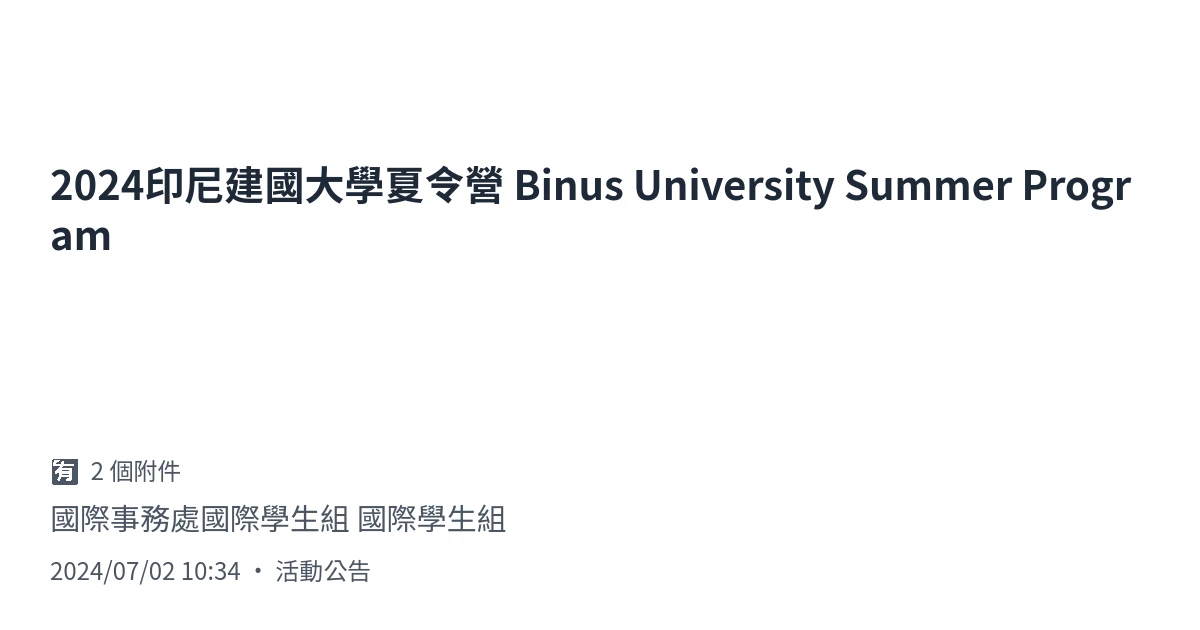 2024印尼建國大學夏令營 Binus University Summer Progr
am
🈶 2 個附件
國際事務處國際學生組 國際學生組
2024/07/02 10:34 • 活動公告